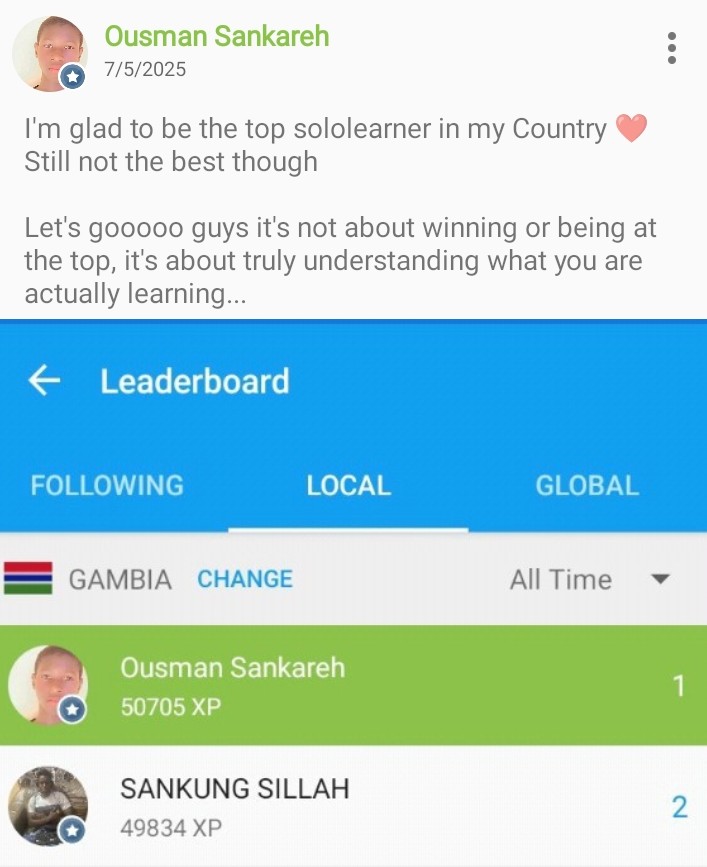 Ousman Sankareh
7/5/2025
I'm glad to be the top sololearner in my Country ❤️
Still not the best though
Let's gooooo guys it's not about winning or being at
the top, it's about truly understanding what you are
actually learning...
Leaderboard
FOLLOWING LOCAL GLOBAL
GAMBIA CHANGE All Time
Ousman Sankareh
50705 XP
1
SANKUNG SILLAH
49834 XP
2